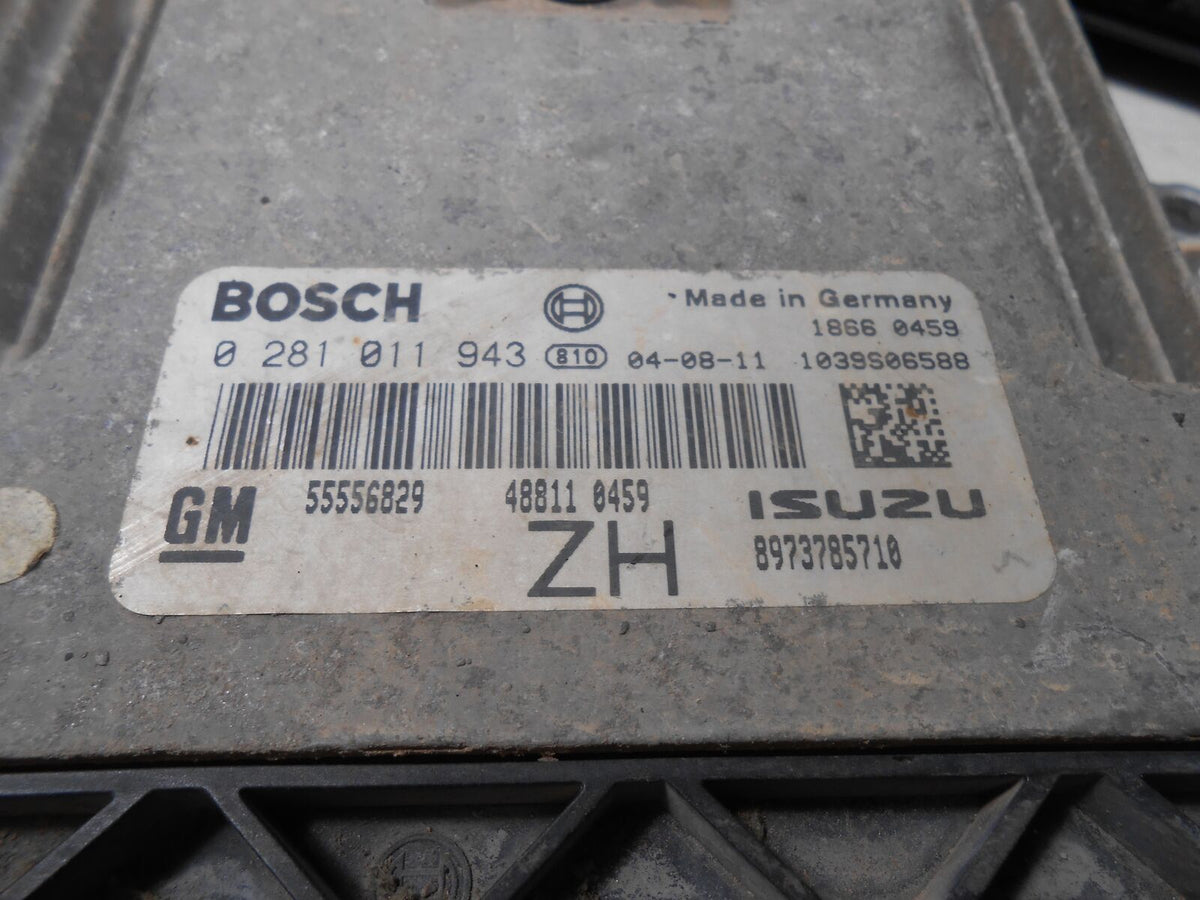 BOSCH
Made in Germany
1866 0459
0 281 011 943 810 04-08-11 1039S06588
55556829 48811 0459 ISUZU
GM ZH 8973785710